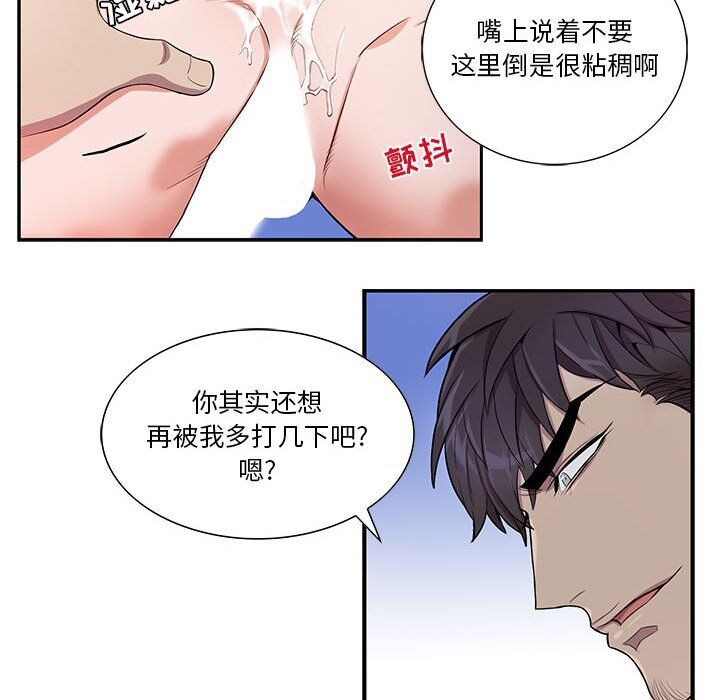 嘴上说着不要
这里倒是很粘稠啊
颤抖
你其实还想
再被我多打几下吧?
嗯?